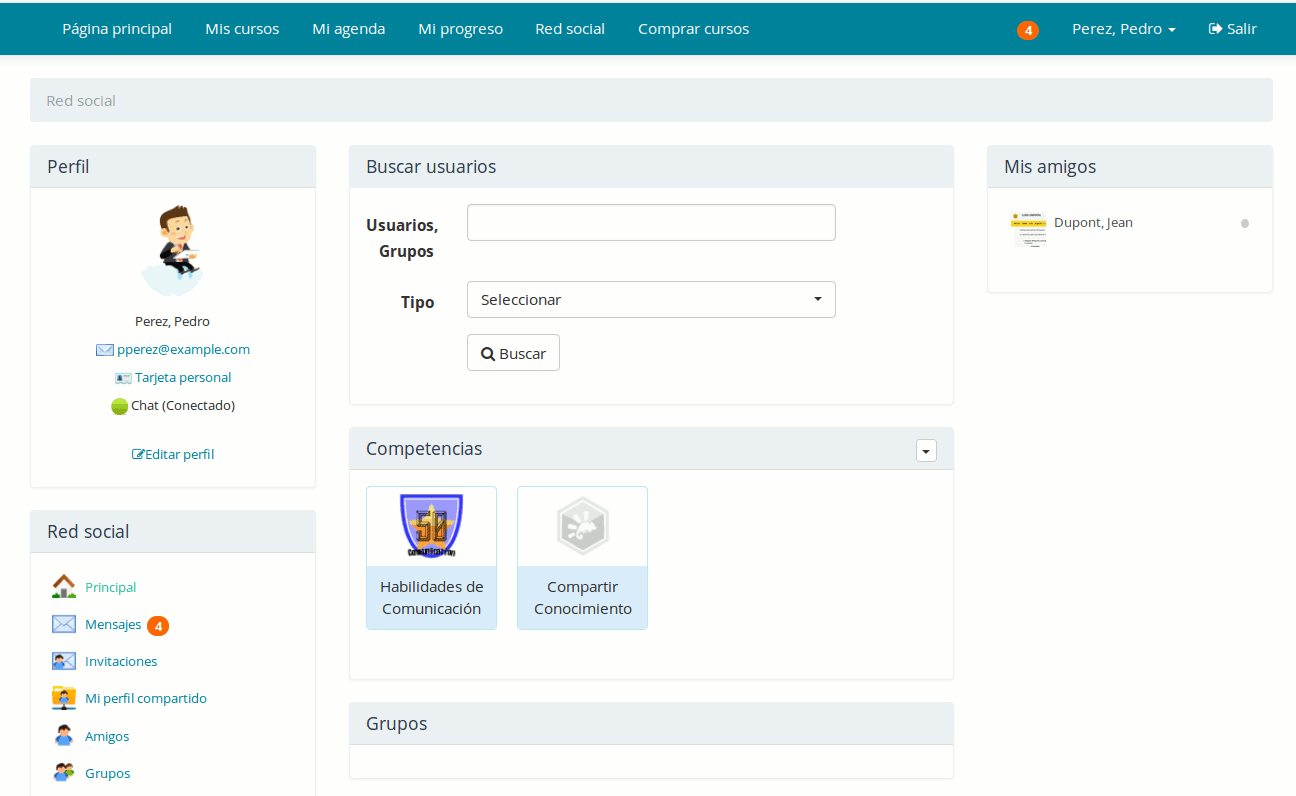 Página principal Mis cursos Mi agenda Mi progreso Red social Comprar cursos 4 Perez, Pedro Salir
Red social
Perfil
Perez, Pedro
pperez@example.com
Tarjeta personal
Chat (Conectado)
Editar perfil
Red social
Principal
Mensajes 4
Invitaciones
Mi perfil compartido
Amigos
Grupos
Buscar usuarios
Usuarios,
Grupos
Tipo Seleccionar
Buscar
Competencias
50
Habilidades de
Comunicación
Compartir
Conocimiento
Grupos
Mis amigos
Dupont, Jean